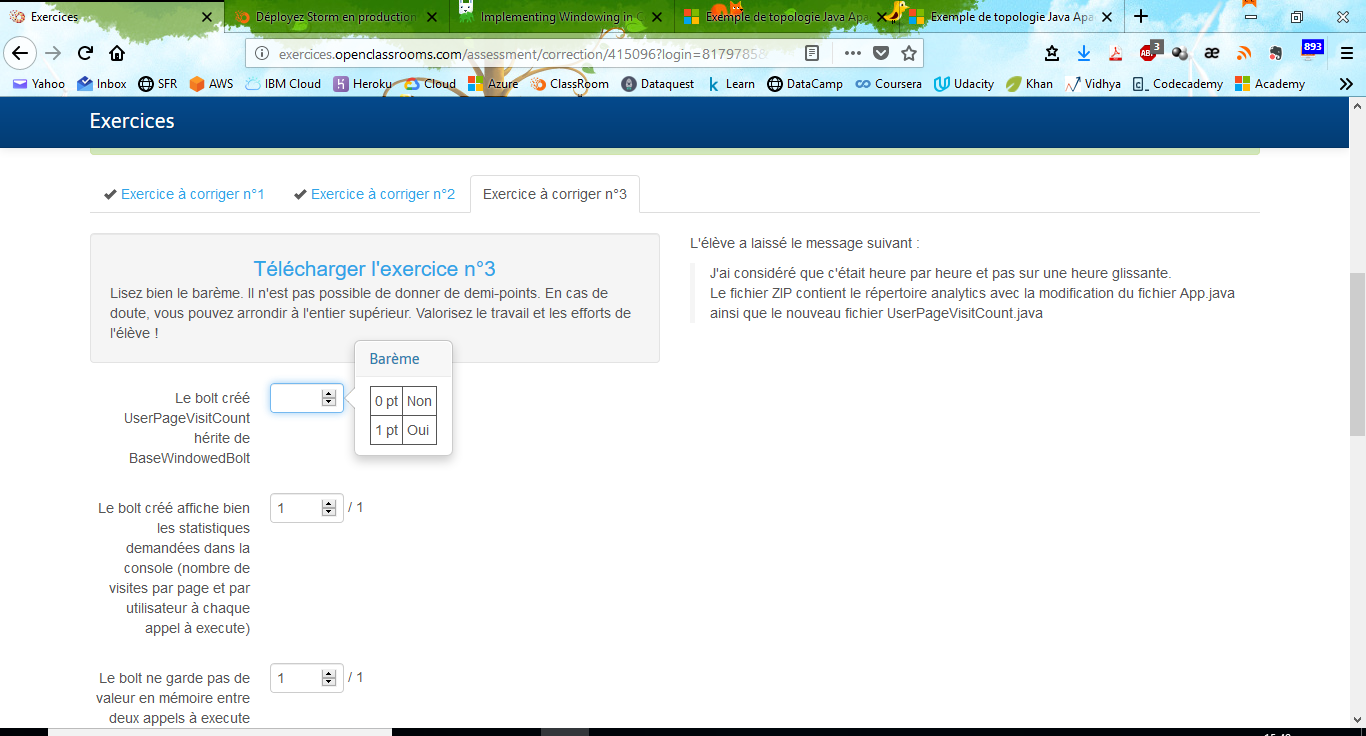 Exercices
Déployez Storm en production
Implementing Windowing in
Exemple de topologie Java Apa
Exemple de topologie Java Apa
exercices.openclassrooms.com/assessment/correction/415096?login=8179785
3
893
Yahoo Inbox SFR AWS IBM Cloud Heroku Cloud Azure ClassRoom Dataquest Learn DataCamp Coursera Udacity Khan Vidhya Codecademy Academy
Exercices
Exercice à corriger n°1 Exercice à corriger n°2 Exercice à corriger n°3
Télécharger l'exercice n°3
Lisez bien le barème. Il n'est pas possible de donner de demi-points. En cas de
doute, vous pouvez arrondir à l'entier supérieur. Valorisez le travail et les efforts de
l'élève !
L'élève a laissé le message suivant :
J'ai considéré que c'était heure par heure et pas sur une heure glissante.
Le fichier ZIP contient le répertoire analytics avec la modification du fichier App.java
ainsi que le nouveau fichier UserPageVisitCount.java
Le bolt créé
UserPageVisitCount
hérite de
BaseWindowedBolt
Barème
0 pt Non
1 pt Oui
Le bolt créé affiche bien
les statistiques
demandées dans la
console (nombre de
visites par page et par
utilisateur à chaque
appel à execute)
1 / 1
Le bolt ne garde pas de
valeur en mémoire entre
deux appels à execute
1 / 1